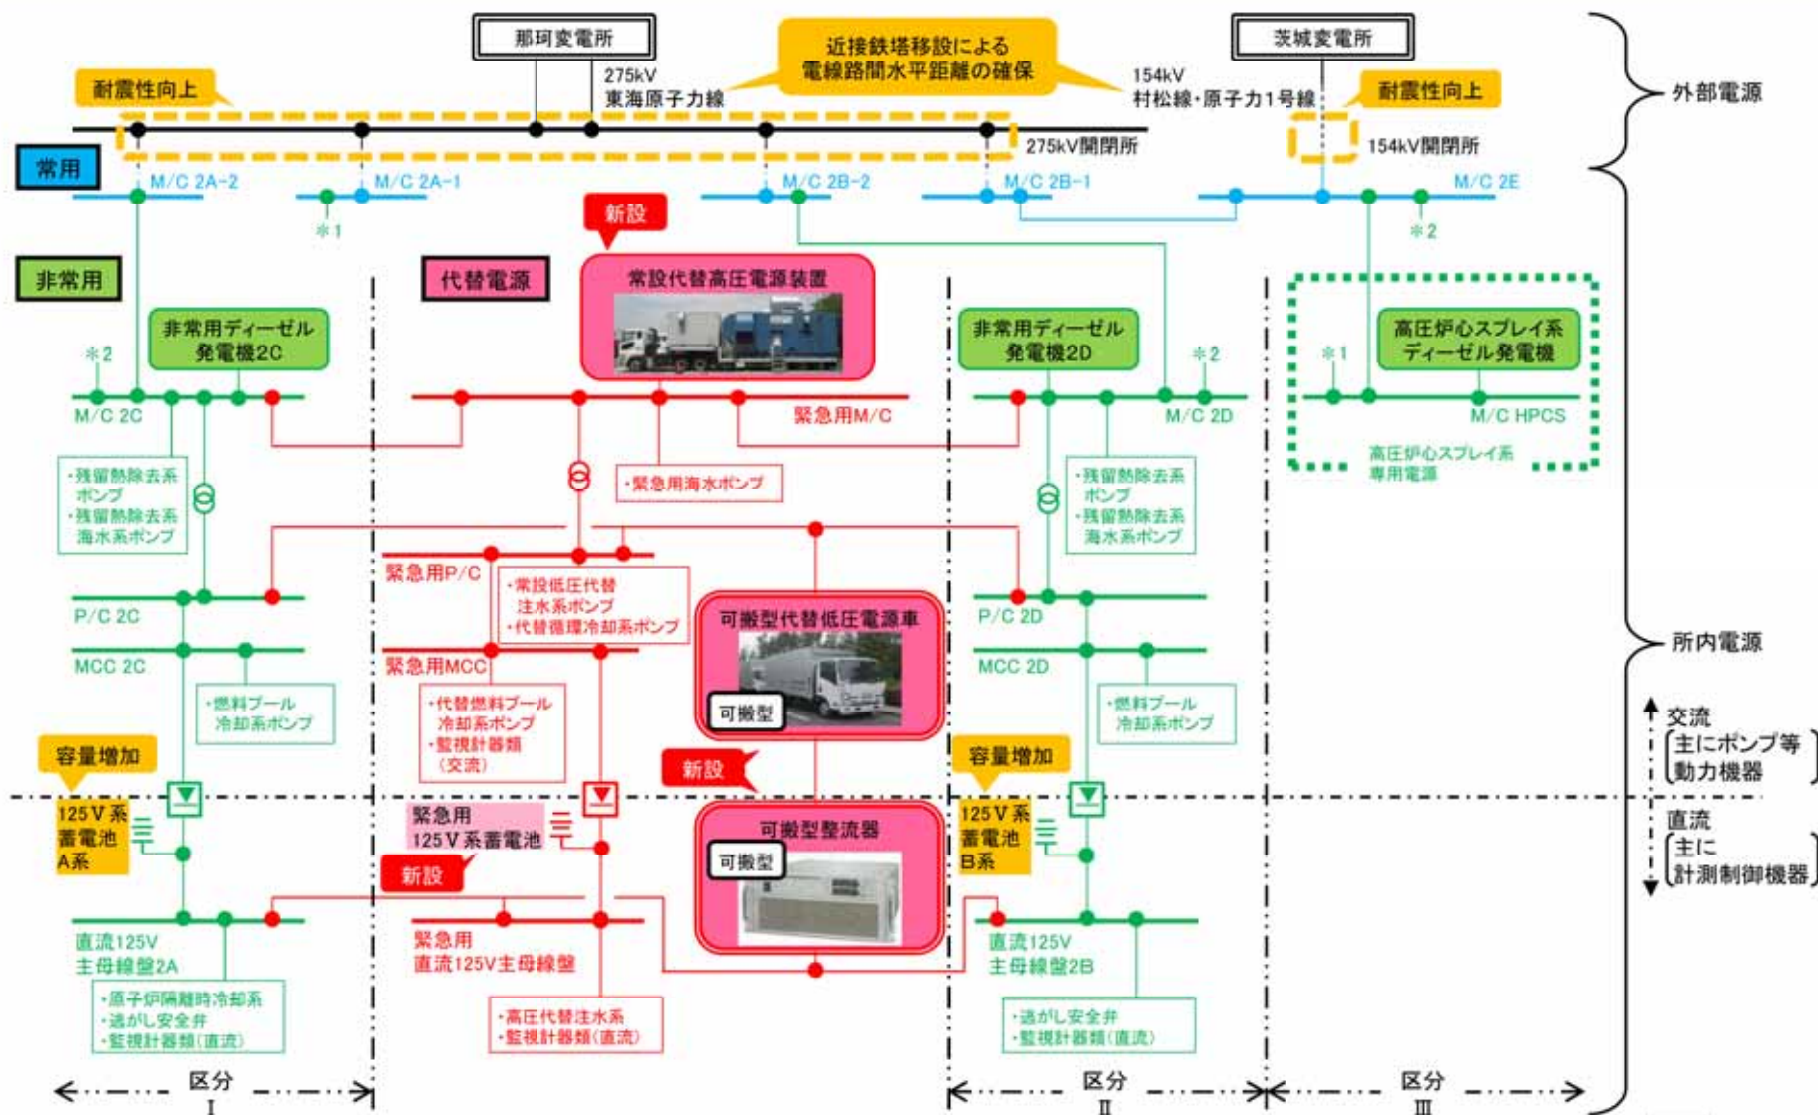 那珂変電所
近接鉄塔移設による
電線路間水平距離の確保
茨城変電所
275kV
東海原子力線
154kV
村松線・原子力1号線
耐震性向上
耐震性向上
外部電源
275kV開閉所
154kV開閉所
常用
M/C 2A-2
M/C 2A-1
M/C 2B-2
M/C 2B-1
M/C 2E
＊1
＊2
新設
非常用
代替電源
常設代替高圧電源装置
非常用ディーゼル
発電機2C
非常用ディーゼル
発電機2D
高圧炉心スプレイ系
ディーゼル発電機
＊2
＊2
＊1
M/C 2C
緊急用M/C
M/C 2D
M/C HPCS
高圧炉心スプレイ系
専用電源
・残留熱除去系
ポンプ
・残留熱除去系
海水系ポンプ
・緊急用海水ポンプ
・残留熱除去系
ポンプ
・残留熱除去系
海水系ポンプ
緊急用P/C
・常設低圧代替
注水系ポンプ
・代替循環冷却系ポンプ
P/C 2C
可搬型代替低圧電源車
可搬型
P/C 2D
MCC 2C
緊急用MCC
MCC 2D
所内電源
・燃料プール
冷却系ポンプ
・代替燃料プール
冷却系ポンプ
・監視計器類
(交流)
・燃料プール
冷却系ポンプ
交流
主にポンプ等
動力機器
容量増加
新設
容量増加
125V系
蓄電池
A系
緊急用
125V系蓄電池
新設
可搬型整流器
可搬型
125V系
蓄電池
B系
直流
主に
計測制御機器
直流125V
主母線盤2A
緊急用
直流125V主母線盤
直流125V
主母線盤2B
・原子炉隔離時冷却系
・逃がし安全弁
・監視計器類(直流)
・高圧代替注水系
・監視計器類(直流)
・逃がし安全弁
・監視計器類(直流)
区分
Ⅰ
区分
Ⅱ
区分
Ⅲ